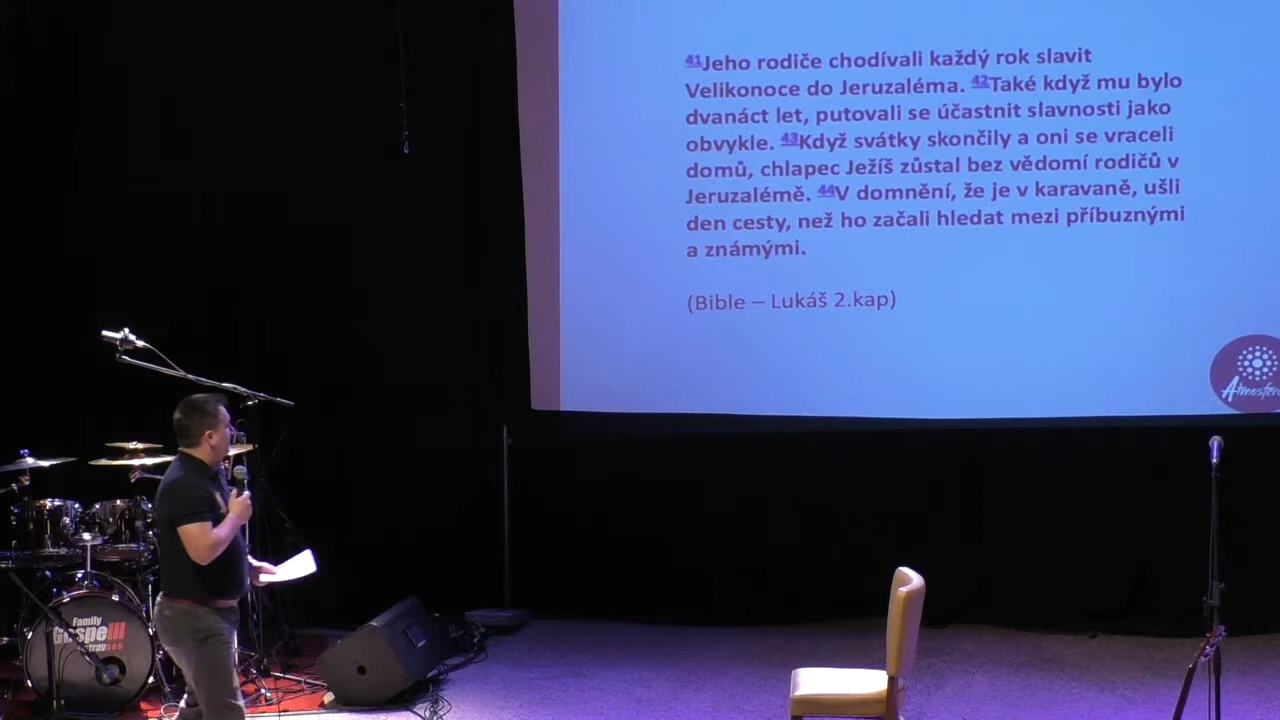 41Jeho rodiče chodívali každý rok slavit
Velikonoce do Jeruzaléma. 42Také když mu bylo
dvanáct let, putovali se účastnit slavnosti jako
obvykle. 43Když svátky skončily a oni se vraceli
domů, chlapec Ježíš zůstal bez vědomí rodičů v
Jeruzalémě. 44V domnění, že je v karavaně, ušli
den cesty, než ho začali hledat mezi příbuznými
a známými.
(Bible – Lukáš 2.kap)
Family